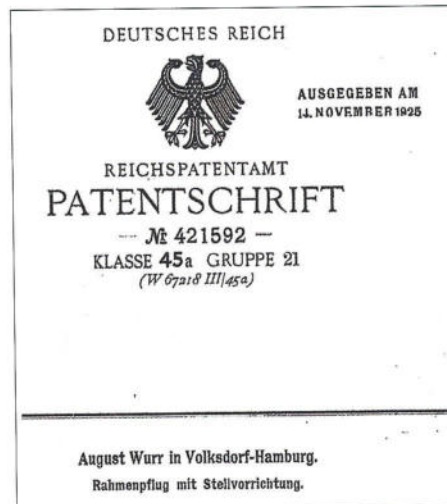 DEUTSCHES REICH
AUSGEGEBEN AM
14. NOVEMBER 1925
REICHSPATENTAMT
PATENTSCHRIFT
— № 421592 —
KLASSE 45a GRUPPE 21
(W 67218 III|45a)
August Wurr in Volksdorf-Hamburg.
Rahmenpflug mit Stellvorrichtung.